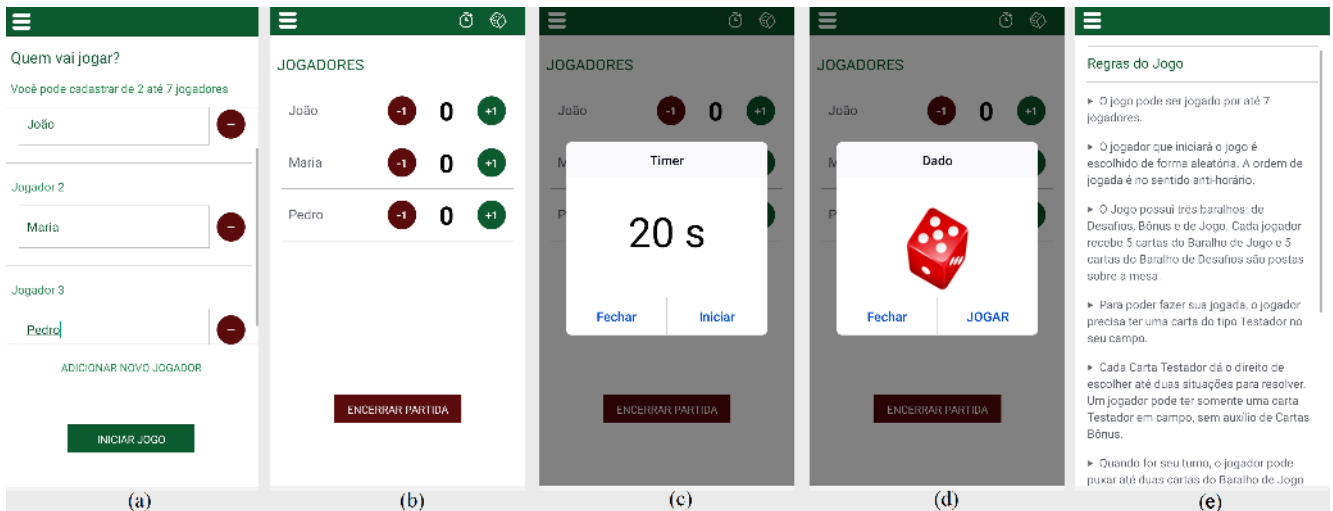 Quem vai jogar?
Você pode cadastrar de 2 até 7 jogadores
João
Jogador 2
Maria
Jogador 3
Pedro
ADICIONAR NOVO JOGADOR
INICIAR JOGO
(a)
JOGADORES
João -1 0 +1
Maria -1 0 +1
Pedro -1 0 +1
ENCERRAR PARTIDA
(b)
JOGADORES
João -1 0 +1
M
P
Timer
20 s
Fechar Iniciar
ENCERRAR PARTIDA
(c)
JOGADORES
João -1 0 +1
M
P
Dado
Fechar JOGAR
ENCERRAR PARTIDA
(d)
Regras do Jogo
▸ O jogo pode ser jogado por até 7
jogadores.
▸ O jogador que iniciará o jogo é
escolhido de forma aleatória. A ordem de
jogada é no sentido anti-horário.
▸ O Jogo possui três baralhos: de
Desafios, Bônus e de Jogo. Cada jogador
recebe 5 cartas do Baralho de Jogo e 5
cartas do Baralho de Desafios são postas
sobre a mesa.
▸ Para poder fazer sua jogada, o jogador
precisa ter uma carta do tipo Testador no
seu campo.
▸ Cada Carta Testador dá o direito de
escolher até duas situações para resolver.
Um jogador pode ter somente uma carta
Testador em campo, sem auxílio de Cartas
Bônus.
▸ Quando for seu turno, o jogador pode
puxar até duas cartas do Baralho de Jogo
(e)